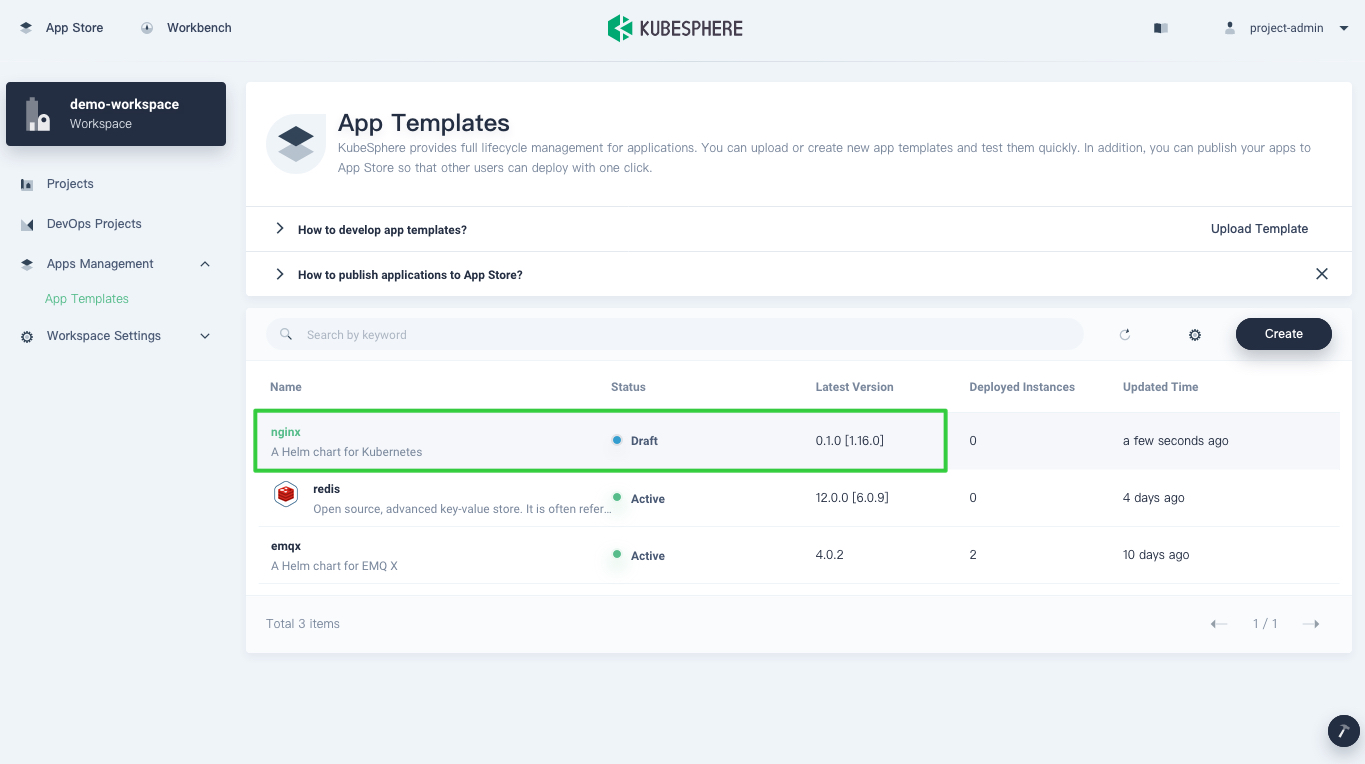 App Store
Workbench
KUBESPHERE
project-admin
demo-workspace
Workspace
Projects
DevOps Projects
Apps Management
App Templates
Workspace Settings
App Templates
KubeSphere provides full lifecycle management for applications. You can upload or create new app templates and test them quickly. In addition, you can publish your apps to
App Store so that other users can deploy with one click.
How to develop app templates?
Upload Template
How to publish applications to App Store?
Search by keyword
Create
Name Status Latest Version Deployed Instances Updated Time
nginx
A Helm chart for Kubernetes
Draft 0.1.0 [1.16.0] 0 a few seconds ago
redis
Open source, advanced key-value store. It is often refer...
Active 12.0.0 [6.0.9] 0 4 days ago
emqx
A Helm chart for EMQ X
Active 4.0.2 2 10 days ago
Total 3 items
1 / 1